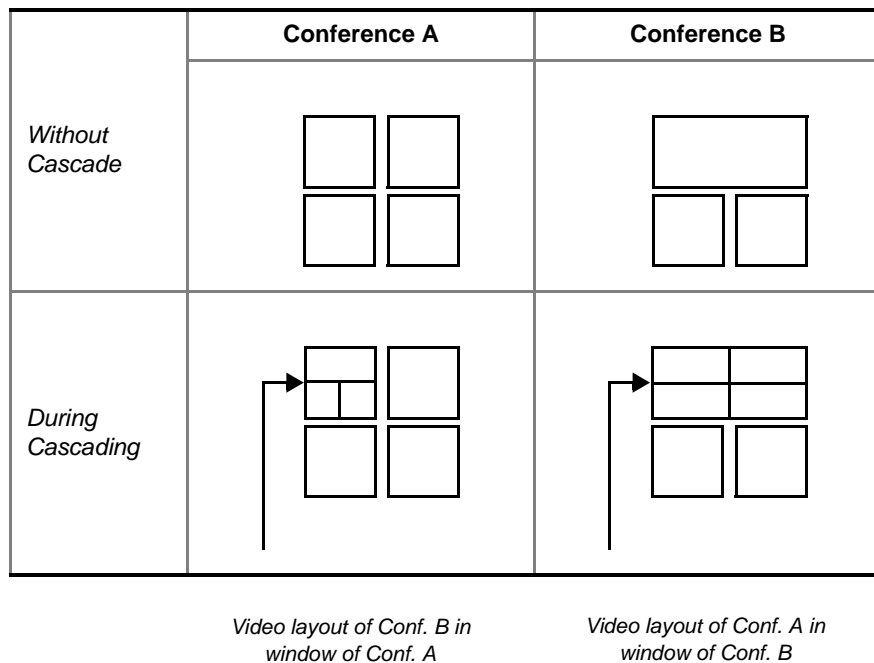 Conference A
Conference B
Without
Cascade
During
Cascading
Video layout of Conf. B in
window of Conf. A
Video layout of Conf. A in
window of Conf. B